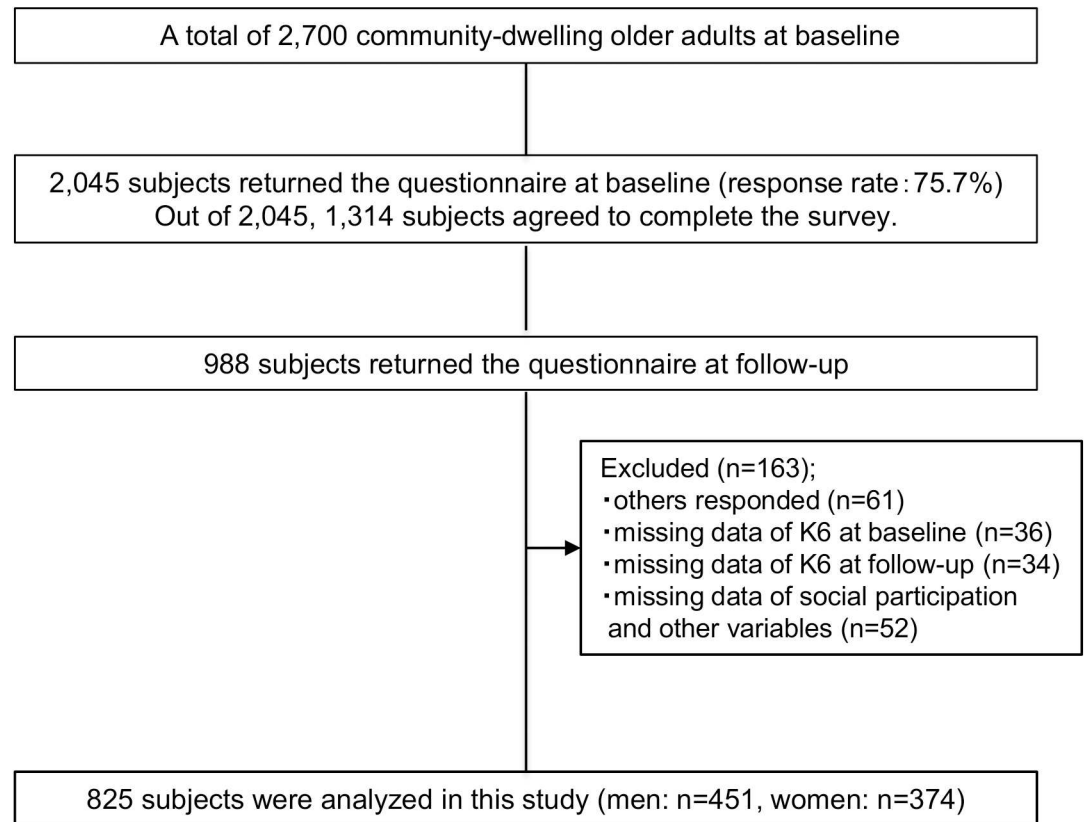 A total of 2,700 community-dwelling older adults at baseline
2,045 subjects returned the questionnaire at baseline (response rate：75.7%)
Out of 2,045, 1,314 subjects agreed to complete the survey.
988 subjects returned the questionnaire at follow-up
Excluded (n=163);
・others responded (n=61)
・missing data of K6 at baseline (n=36)
・missing data of K6 at follow-up (n=34)
・missing data of social participation
and other variables (n=52)
825 subjects were analyzed in this study (men: n=451, women: n=374)